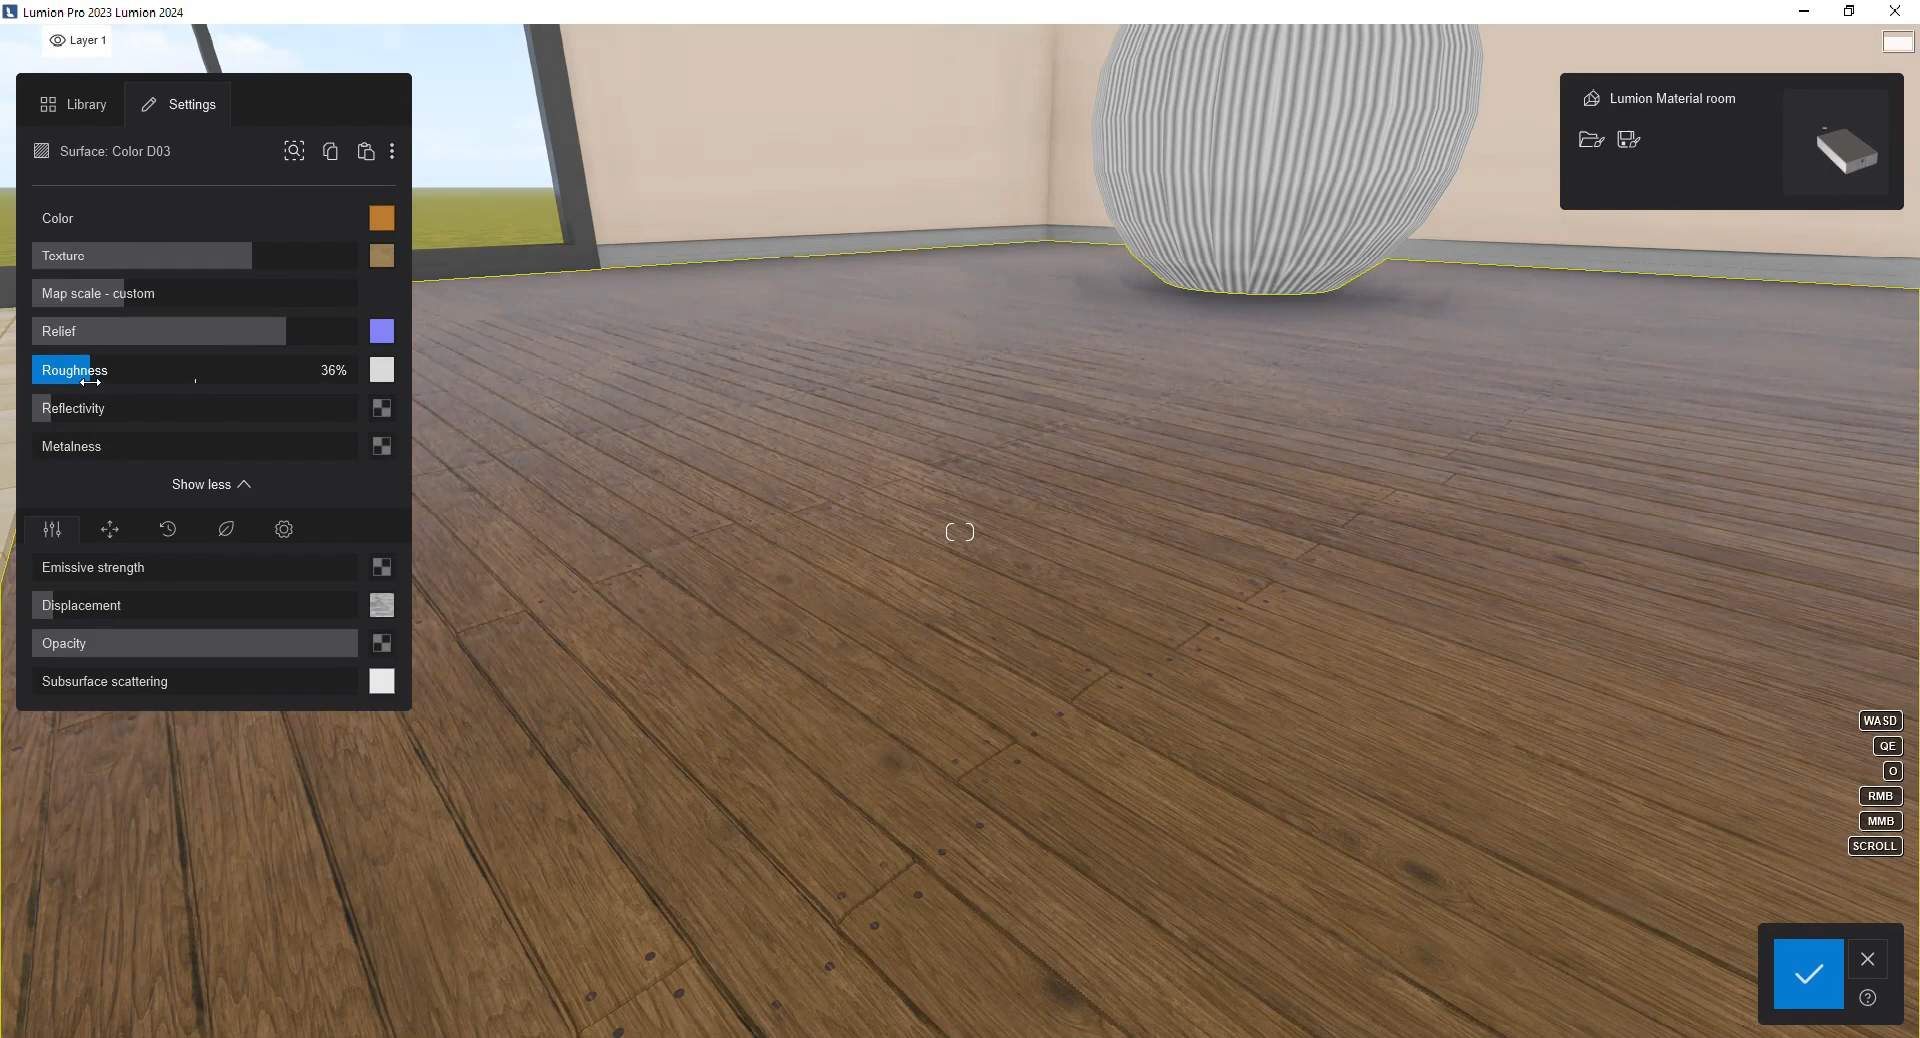 Lumion Pro 2023 Lumion 2024
Layer 1
Library
Settings
Surface: Color D03
Color
Texture
Map scale - custom
Relief
Roughness 36%
Reflectivity
Metalness
Show less
Emissive strength
Displacement
Opacity
Subsurface scattering
Lumion Material room
WASD
QE
O
RMB
MMB
SCROLL